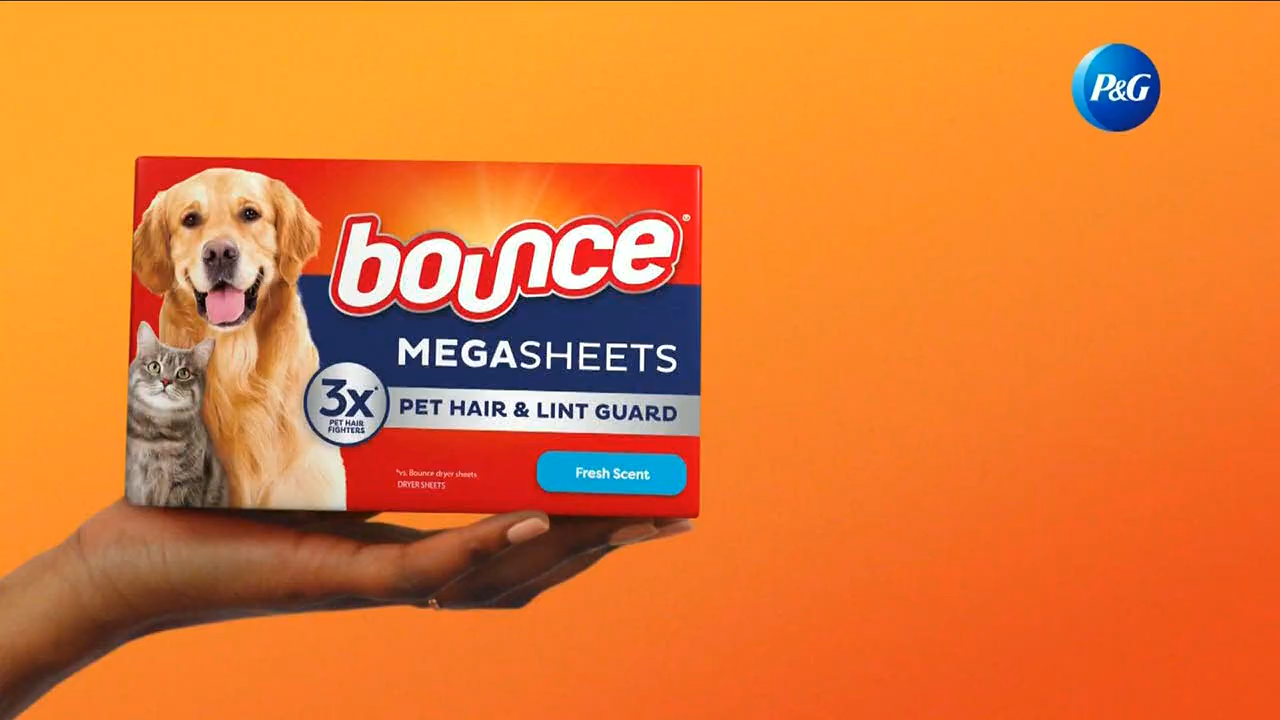 P&G
bounce®
MEGASHEETS
3x*
PET HAIR
FIGHTERS
PET HAIR & LINT GUARD
*vs. Bounce dryer sheets
DRYER SHEETS
Fresh Scent